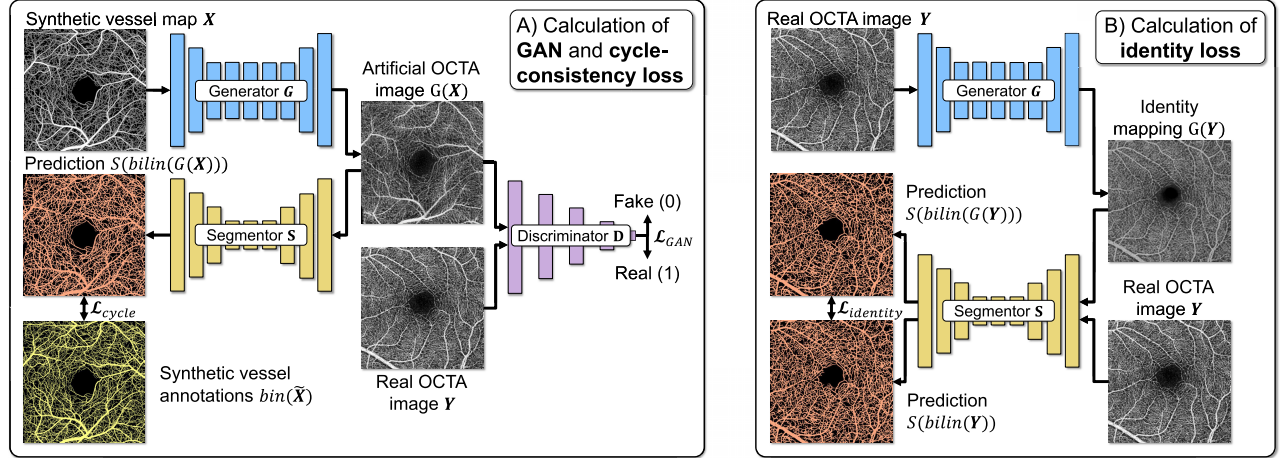 Synthetic vessel map X
A) Calculation of
GAN and cycle-
consistency loss
Generator G
Artificial OCTA
image G(X)
Prediction S(bilin(G(X)))
Segmentor S
Fake (0)
Discriminator D
ℒGAN
Real (1)
ℒcycle
Synthetic vessel
annotations bin(X̃)
Real OCTA
image Y
Real OCTA image Y
B) Calculation of
identity loss
Generator G
Identity
mapping G(Y)
Prediction
S(bilin(G(Y)))
Segmentor S
Real OCTA
image Y
ℒidentity
Prediction
S(bilin(Y))